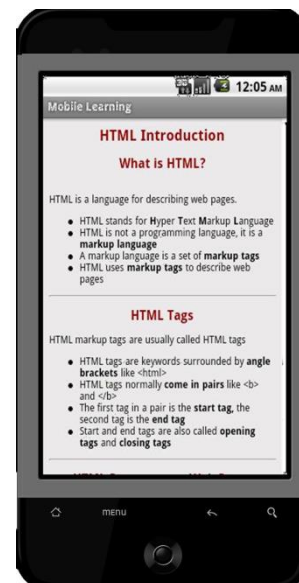 12:05 AM
Mobile Learning
HTML Introduction
What is HTML?
HTML is a language for describing web pages.
● HTML stands for Hyper Text Markup Language
● HTML is not a programming language, it is a
markup language
● A markup language is a set of markup tags
● HTML uses markup tags to describe web
pages
HTML Tags
HTML markup tags are usually called HTML tags
● HTML tags are keywords surrounded by angle
brackets like <html>
● HTML tags normally come in pairs like <b>
and </b>
● The first tag in a pair is the start tag, the
second tag is the end tag
● Start and end tags are also called opening
tags and closing tags
menu